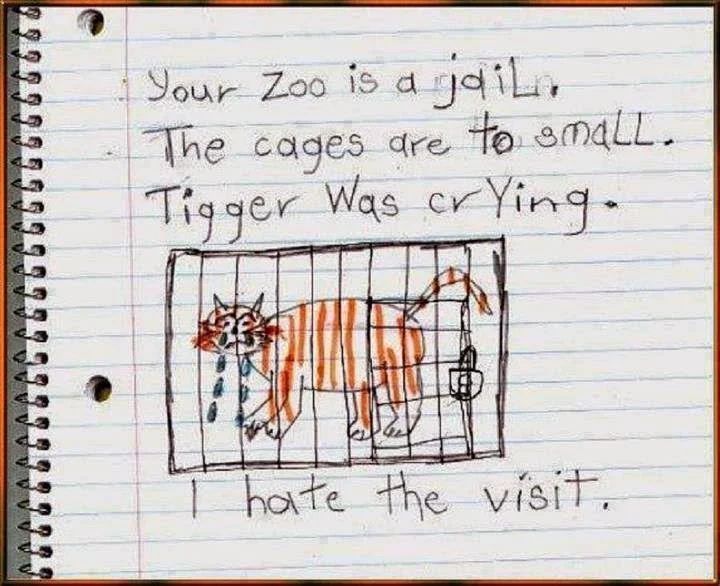 Your Zoo is a jaiL.
The cages are to smaLL.
Tigger Was crYing.
I hate the visit.